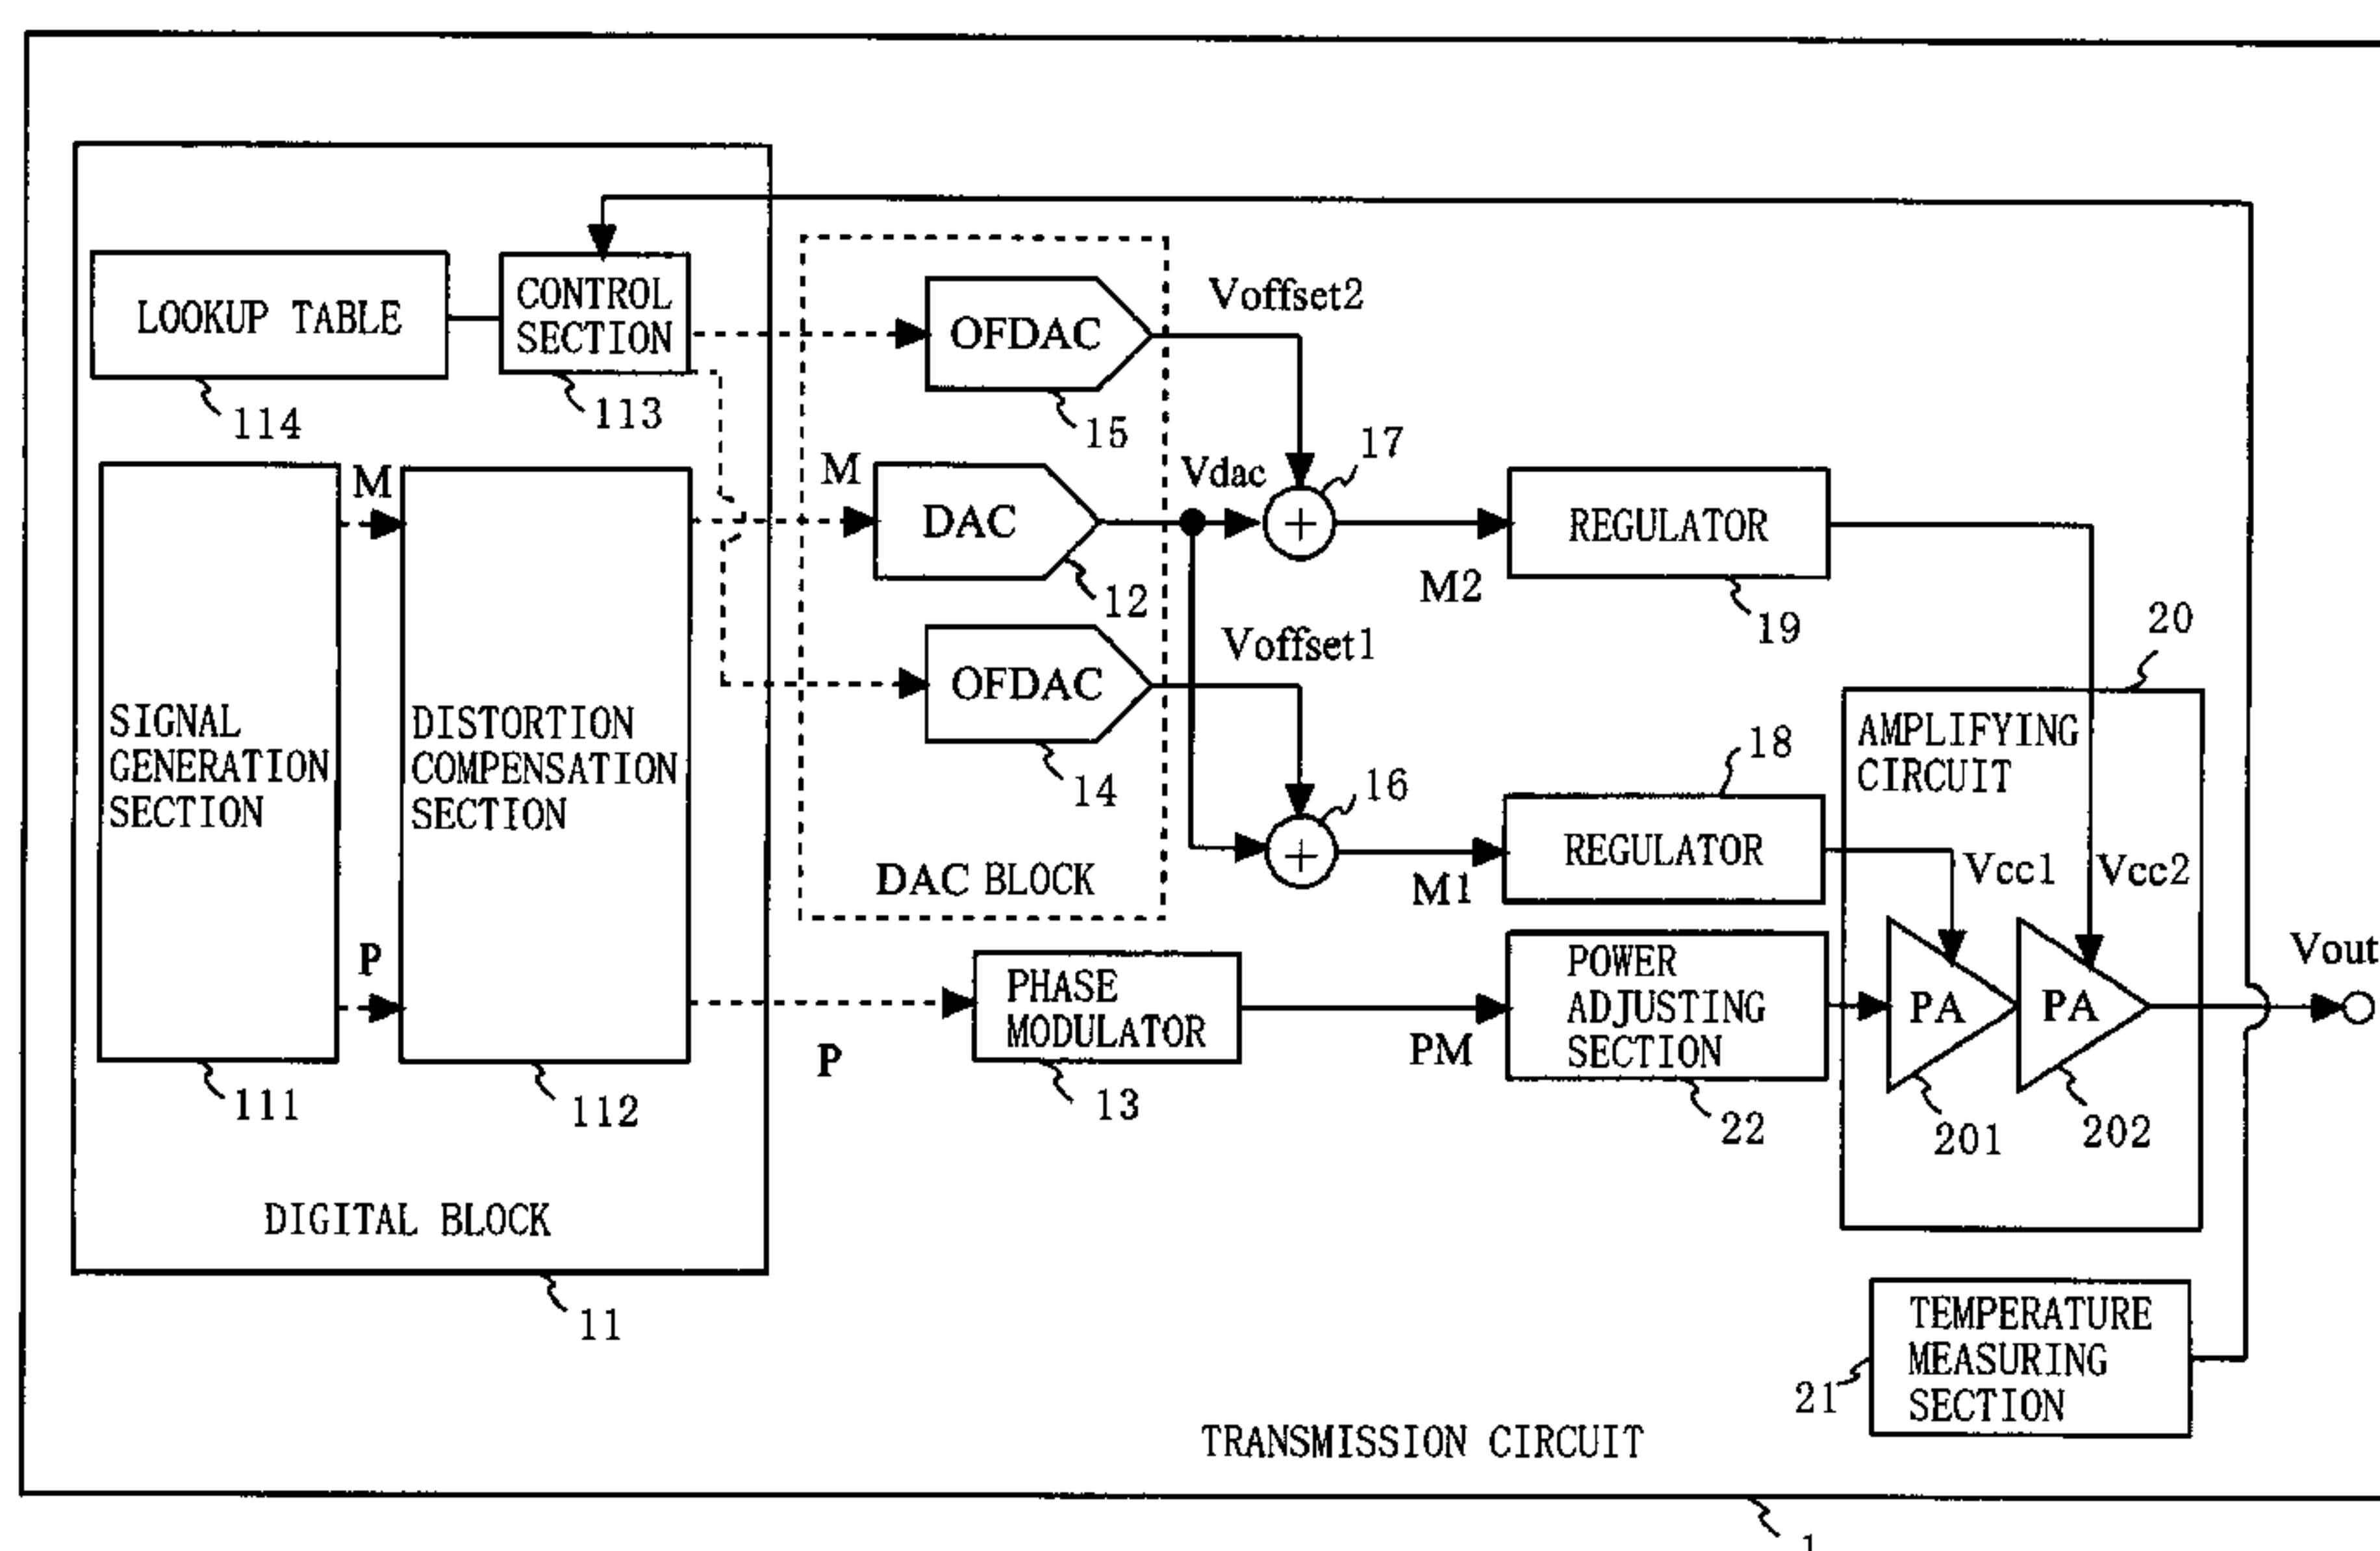 LOOKUP TABLE
114
CONTROL
SECTION
113
OFDAC
15
Voffset2
M
M
DAC
12
Vdac
17
M2
REGULATOR
19
OFDAC
14
Voffset1
16
M1
REGULATOR
18
DAC BLOCK
SIGNAL
GENERATION
SECTION
111
DISTORTION
COMPENSATION
SECTION
112
P
P
PHASE
MODULATOR
13
PM
POWER
ADJUSTING
SECTION
22
20
AMPLIFYING
CIRCUIT
Vcc1
Vcc2
PA
201
PA
202
Vout
DIGITAL BLOCK
11
TEMPERATURE
MEASURING
SECTION
21
TRANSMISSION CIRCUIT
1